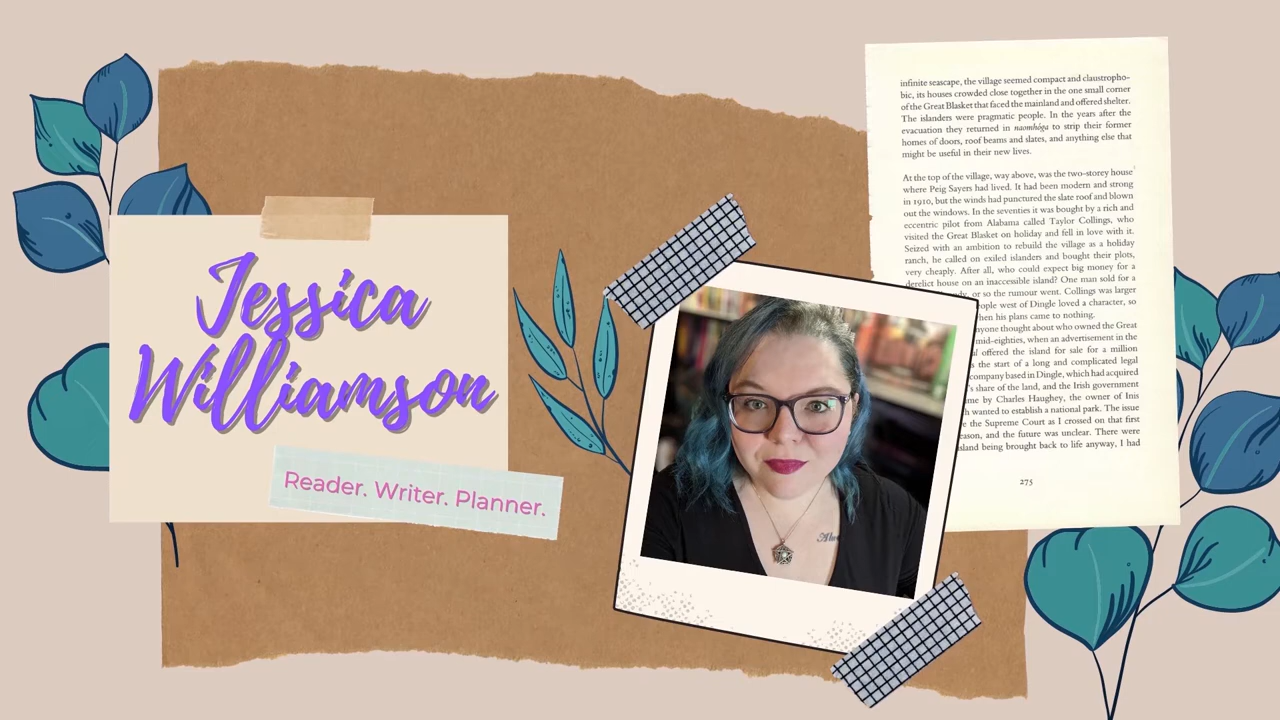 Jessica
Williamson
Reader. Writer. Planner.
infinite seascape, the village seemed compact and claustropho-
bic, its houses crowded close together in the one small corner
of the Great Blasket that faced the mainland and offered shelter.
The islanders were pragmatic people. In the years after the
evacuation they returned in naomhóga to strip their former
homes of doors, roof beams and slates, and anything else that
might be useful in their new lives.
At the top of the village, way above, was the two-storey house
where Peig Sayers had lived. It had been modern and strong
in 1910, but the winds had punctured the slate roof and blown
out the windows. In the seventies it was bought by a rich and
eccentric pilot from Alabama called Taylor Collings, who
visited the Great Blasket on holiday and fell in love with it.
Seized with an ambition to rebuild the village as a holiday
ranch, he called on exiled islanders and bought their plots,
very cheaply. After all, who could expect big money for a
derelict house on an inaccessible island? One man sold for a
or so the rumour went. Collings was larger
people west of Dingle loved a character, so
when his plans came to nothing.
anyone thought about who owned the Great
mid-eighties, when an advertisement in the
offered the island for sale for a million
s the start of a long and complicated legal
company based in Dingle, which had acquired
's share of the land, and the Irish government
me by Charles Haughey, the owner of Inis
h wanted to establish a national park. The issue
e the Supreme Court as I crossed on that first
eason, and the future was unclear. There were
sland being brought back to life anyway, I had
275